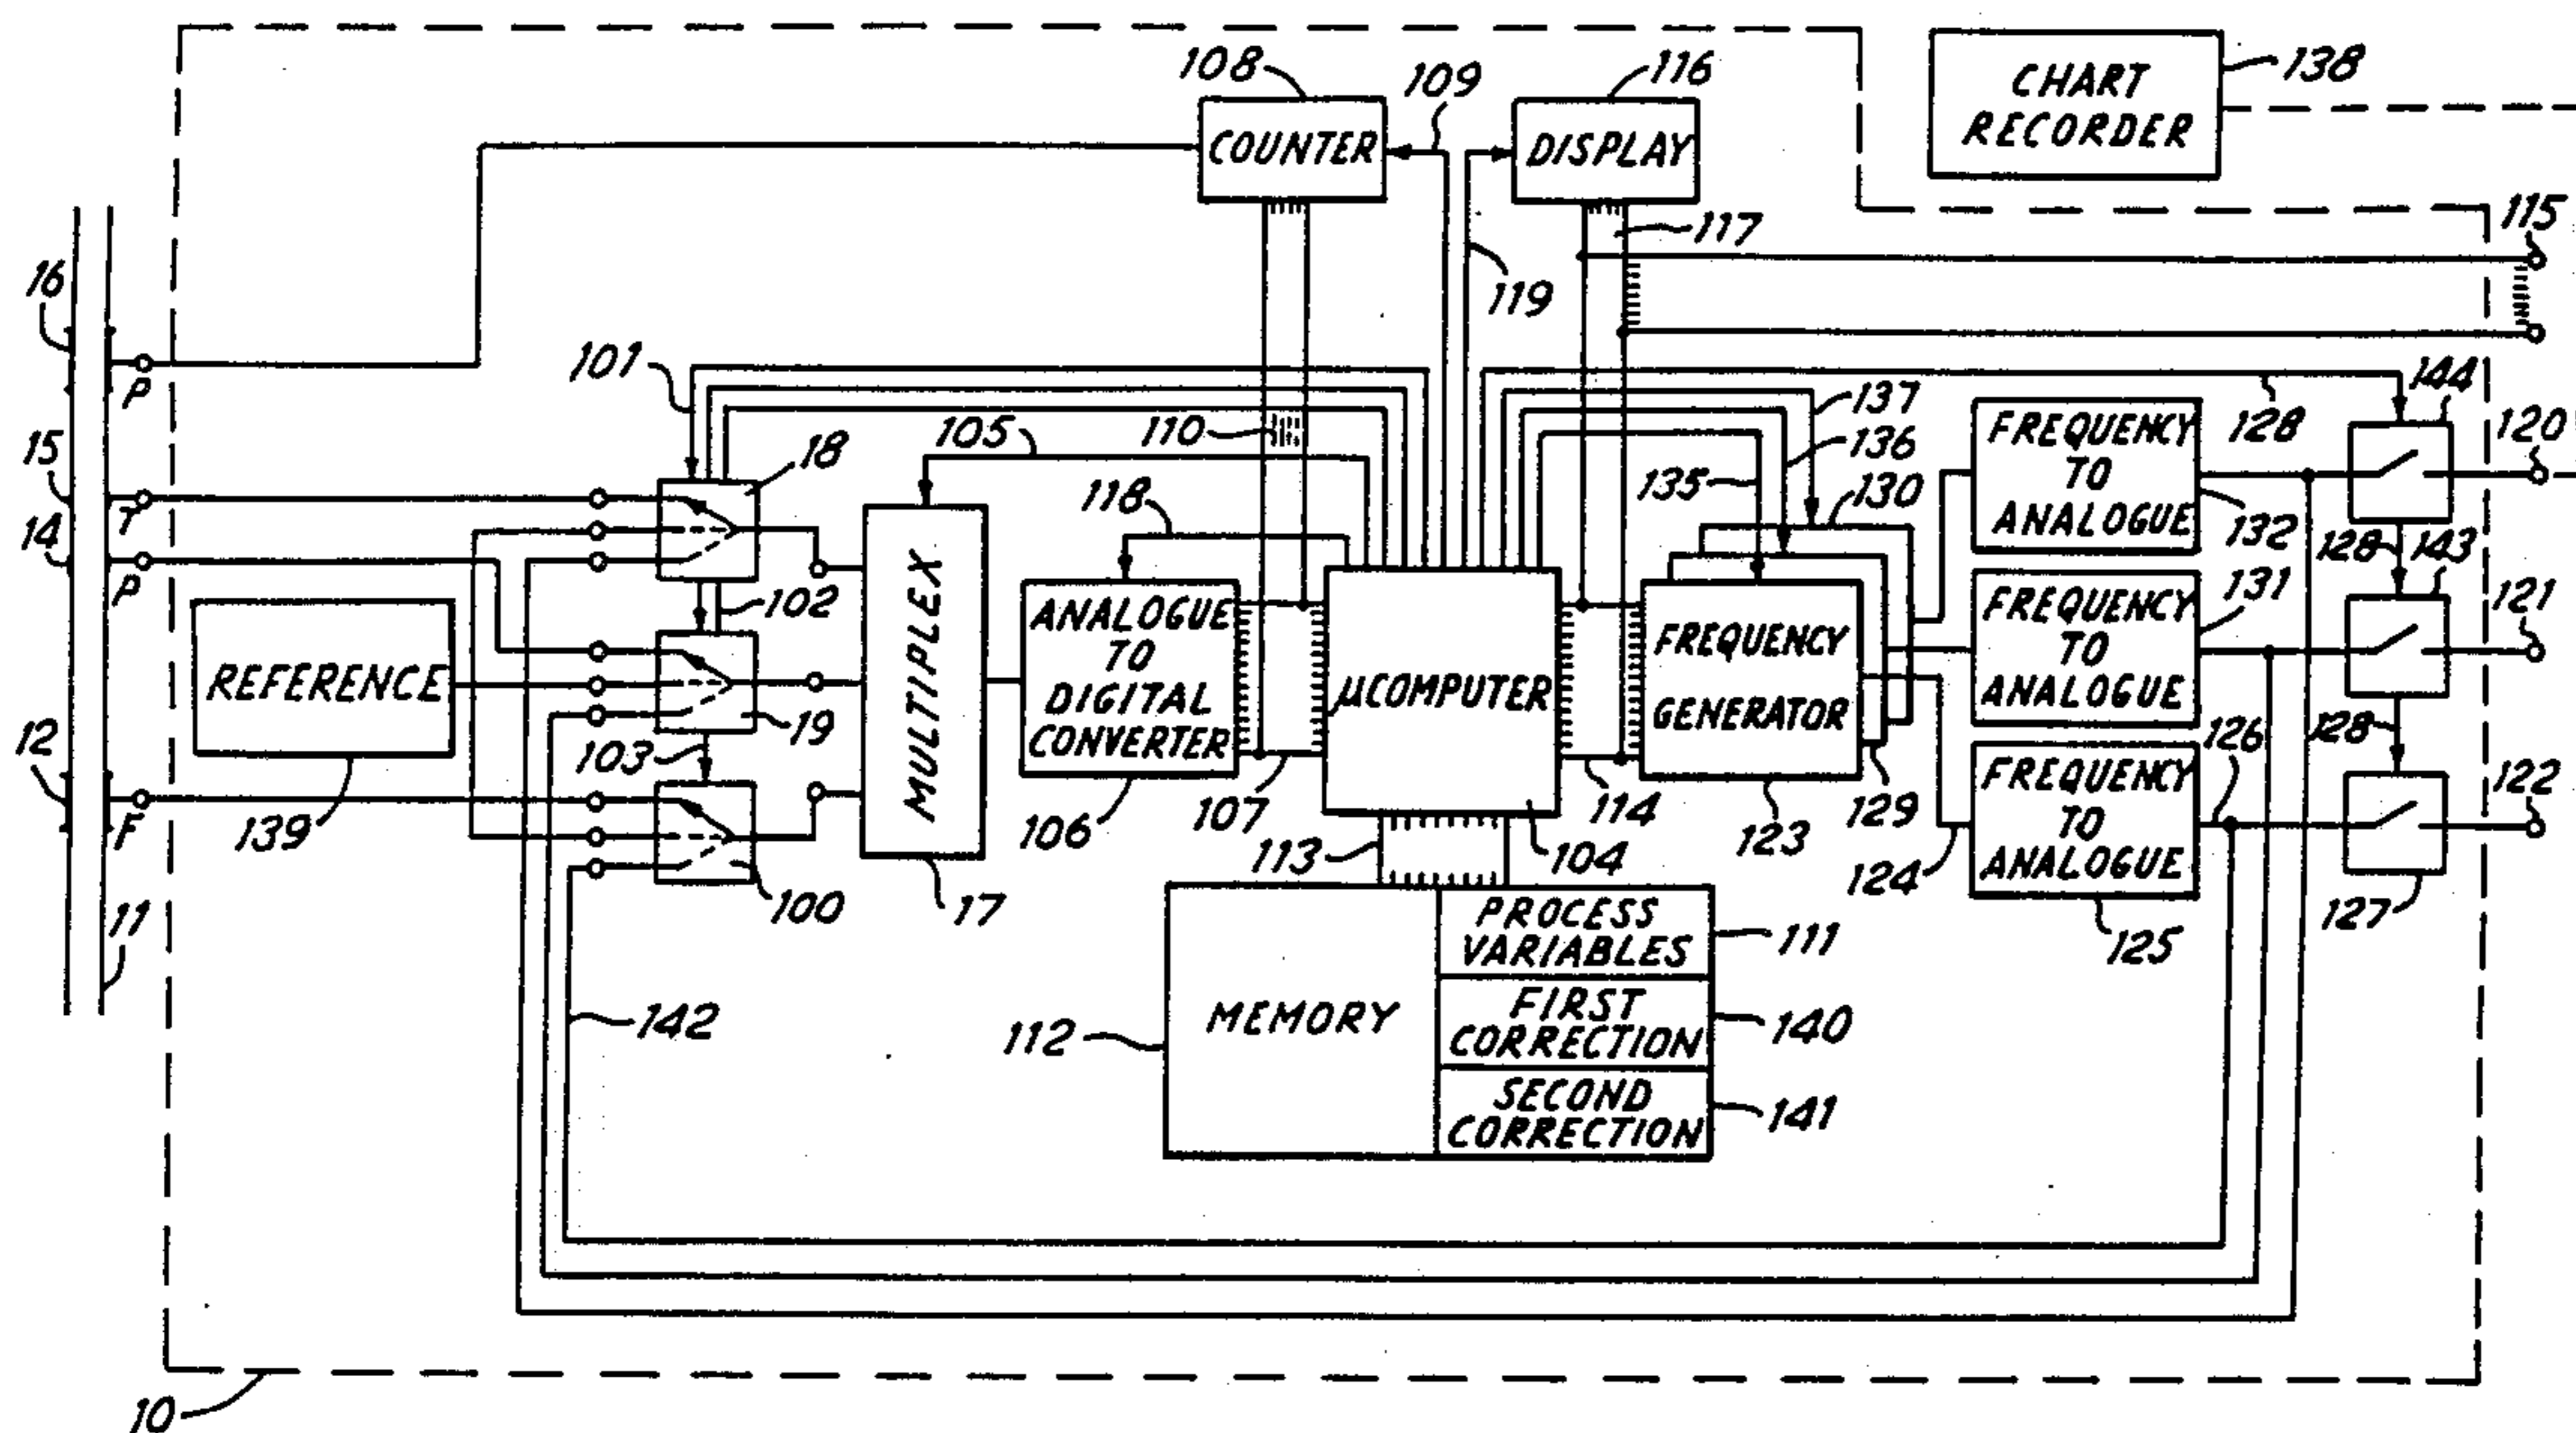 108
109
116
CHART
RECORDER
138
COUNTER
DISPLAY
115
117
119
16
P
101
110
105
18
128
144
137
136
130
135
FREQUENCY
TO
ANALOGUE
132
120
15
T
14
P
118
128
143
102
MULTIPLEX
ANALOGUE
TO
DIGITAL
CONVERTER
μCOMPUTER
FREQUENCY
GENERATOR
FREQUENCY
TO
ANALOGUE
131
121
REFERENCE
19
103
128
126
12
F
139
100
17
106
107
113
104
114
123
129
124
FREQUENCY
TO
ANALOGUE
125
127
122
11
142
112
MEMORY
PROCESS
VARIABLES
111
FIRST
CORRECTION
140
SECOND
CORRECTION
141
10